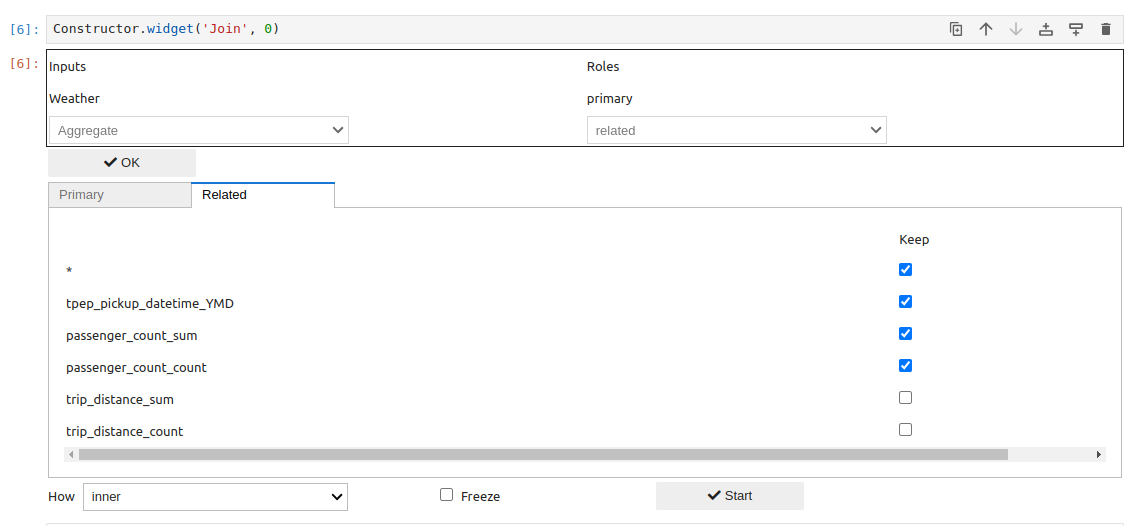 [6]: Constructor.widget('Join', 0)
[6]: Inputs Roles
Weather primary
Aggregate related
OK
Primary Related
Keep
*
tpep_pickup_datetime_YMD
passenger_count_sum
passenger_count_count
trip_distance_sum
trip_distance_count
How inner Freeze Start